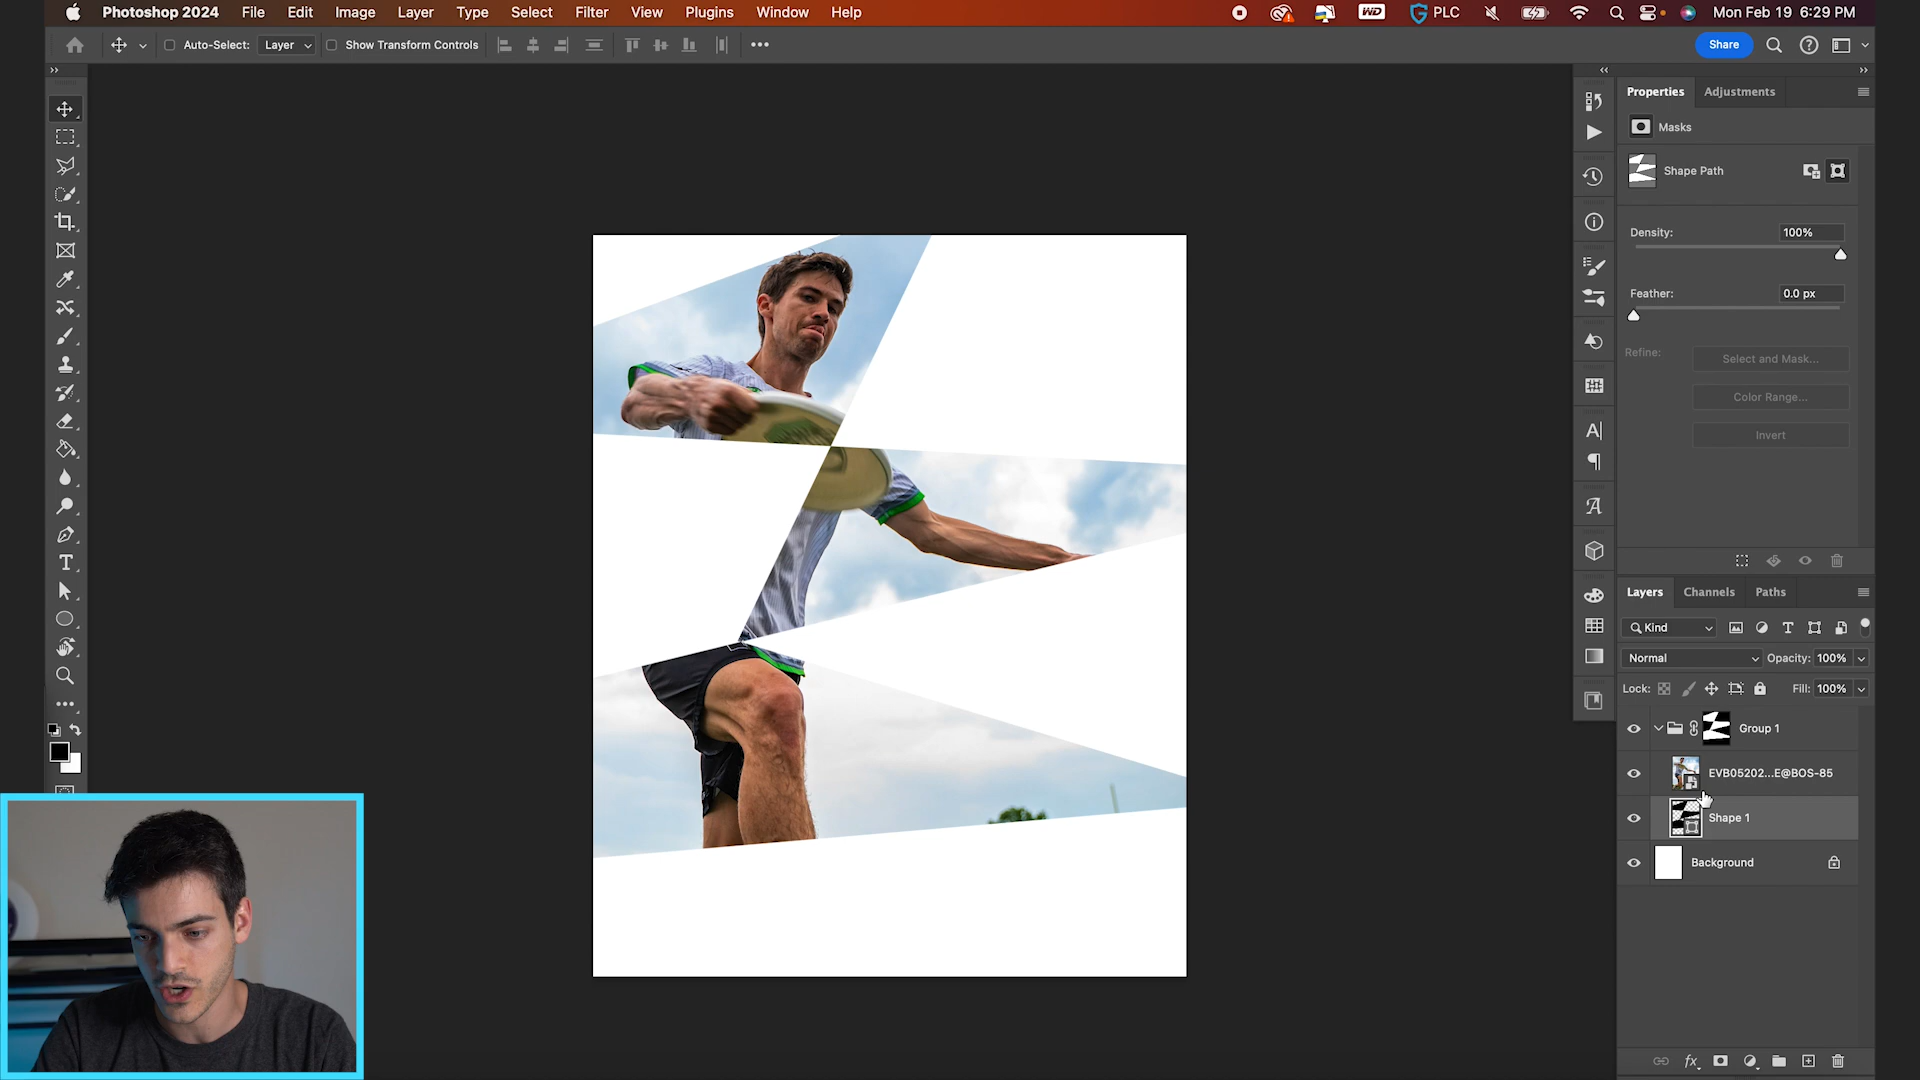 Photoshop 2024 File Edit Image Layer Type Select Filter View Plugins Window Help WD PLC Mon Feb 19 6:29 PM
Auto-Select: Layer Show Transform Controls Share
Properties Adjustments
Masks
Shape Path
Density: 100%
Feather: 0.0 px
Refine: Select and Mask...
Color Range...
Invert
Layers Channels Paths
Kind
Normal Opacity: 100%
Lock: Fill: 100%
Group 1
EVB05202...E@BOS-85
Shape 1
Background